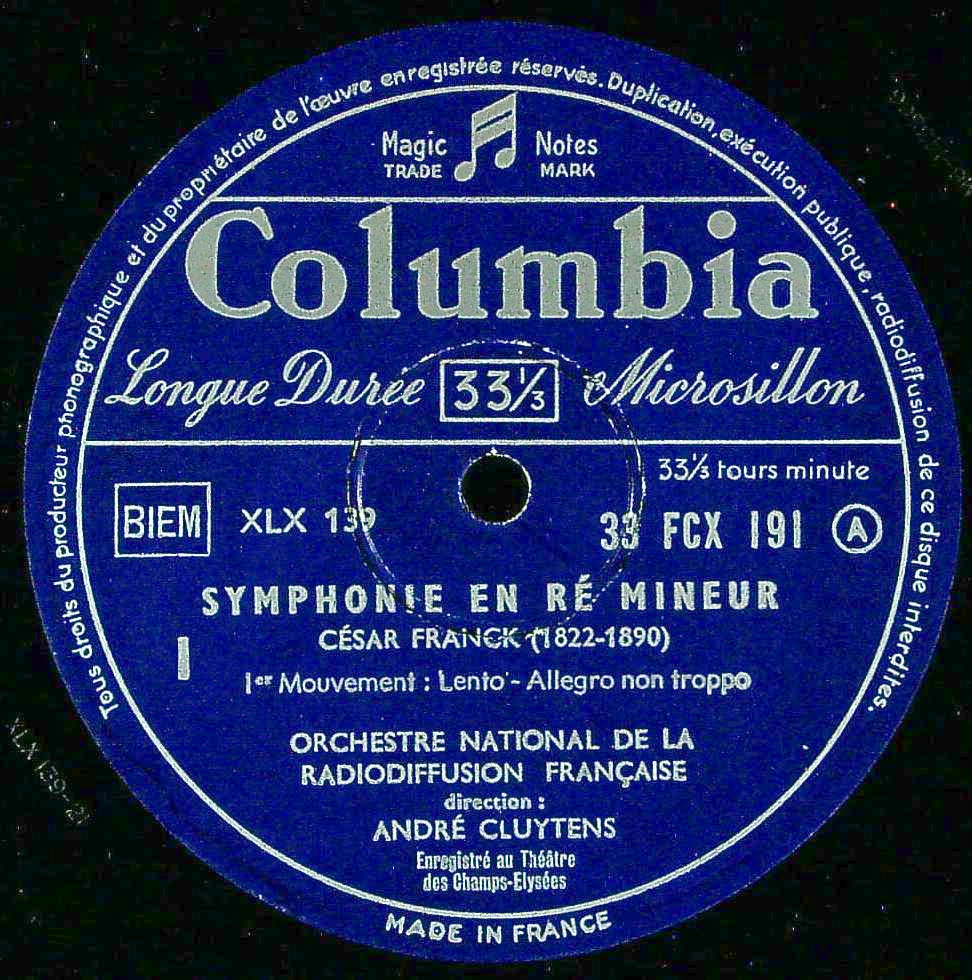 Tous droits du producteur phonographique et du propriétaire de l'œuvre enregistrée réservés. Duplication, exécution publique, radiodiffusion de ce disque interdites.
Magic Notes
TRADE MARK
Columbia
Longue Durée 33⅓ Microsillon
33⅓ tours minute
BIEM XLX 139 33 FCX 191 A
SYMPHONIE EN RÉ MINEUR
CÉSAR FRANCK (1822-1890)
I
1er Mouvement : Lento - Allegro non troppo
ORCHESTRE NATIONAL DE LA
RADIODIFFUSION FRANÇAISE
direction :
ANDRÉ CLUYTENS
Enregistré au Théâtre
des Champs-Elysées
MADE IN FRANCE